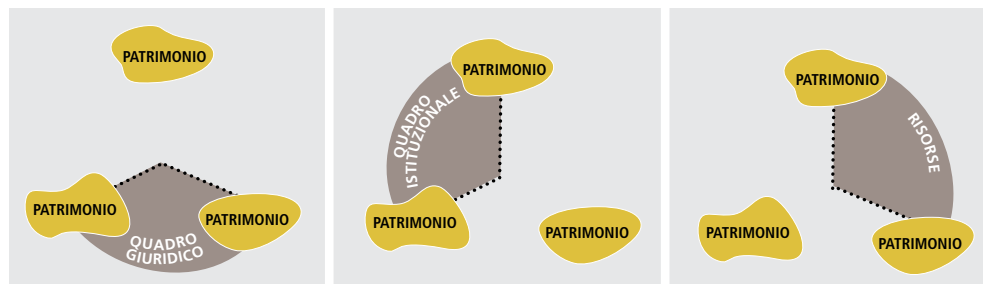 PATRIMONIO
PATRIMONIO
PATRIMONIO
QUADRO
GIURIDICO
PATRIMONIO
QUADRO
ISTITUZIONALE
PATRIMONIO
PATRIMONIO
PATRIMONIO
RISORSE
PATRIMONIO
PATRIMONIO